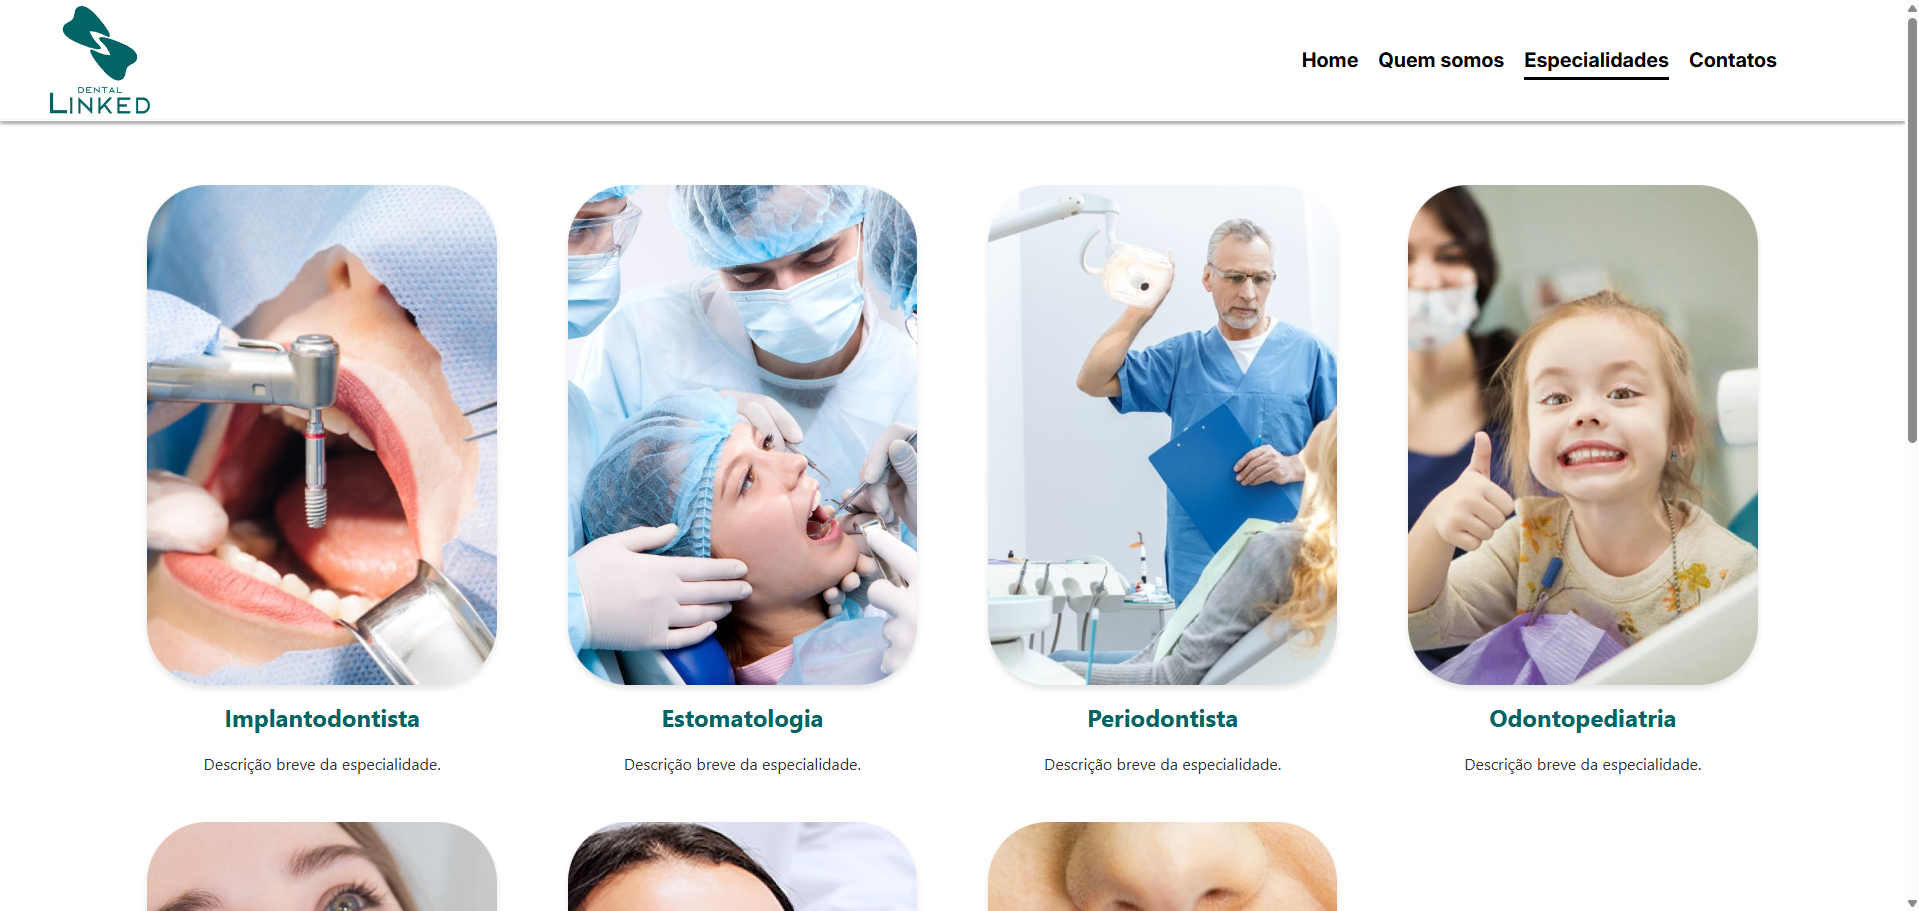 DENTAL
LINKED
Home Quem somos Especialidades Contatos
Implantodontista
Descrição breve da especialidade.
Estomatologia
Descrição breve da especialidade.
Periodontista
Descrição breve da especialidade.
Odontopediatria
Descrição breve da especialidade.